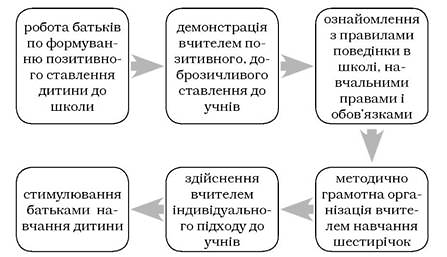 робота батьків
по формуван-
ню позитивно-
го ставлення
дитини до
школи
демонстрація
вчителем по-
зитивного, до-
брозичливого
ставлення до
учнів
ознайомлення
з правилами
поведінки в
школі, на-
вчальними
правами і
обов'язками
методично
грамотна орга-
нізація вчите-
лем навчання
шестирічок
здійснення
вчителем
індивідуально-
го підходу до
учнів
стимулювання
батьками на-
вчання дитини